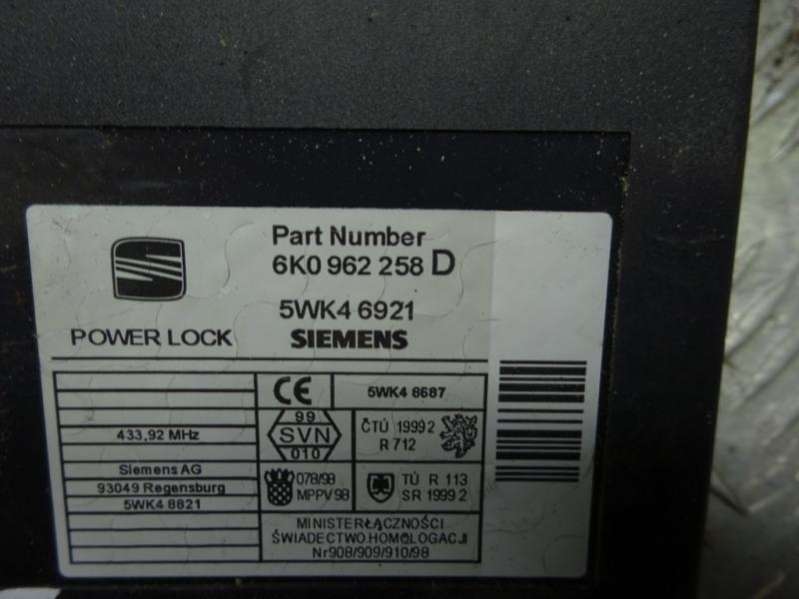 Part Number
6K0 962 258 D
5WK4 6921
POWER LOCK SIEMENS
CE 5WK4 8687
433,92 MHz
99
SVN
010
ČTÚ 1999 2
R 712
Siemens AG
93049 Regensburg
5WK4 8821
078/98
MPPV 98
TÚ R 113
SR 1999 2
MINISTER ŁĄCZNOŚCI
ŚWIADECTWO HOMOLOGACJI
Nr908/909/910/98